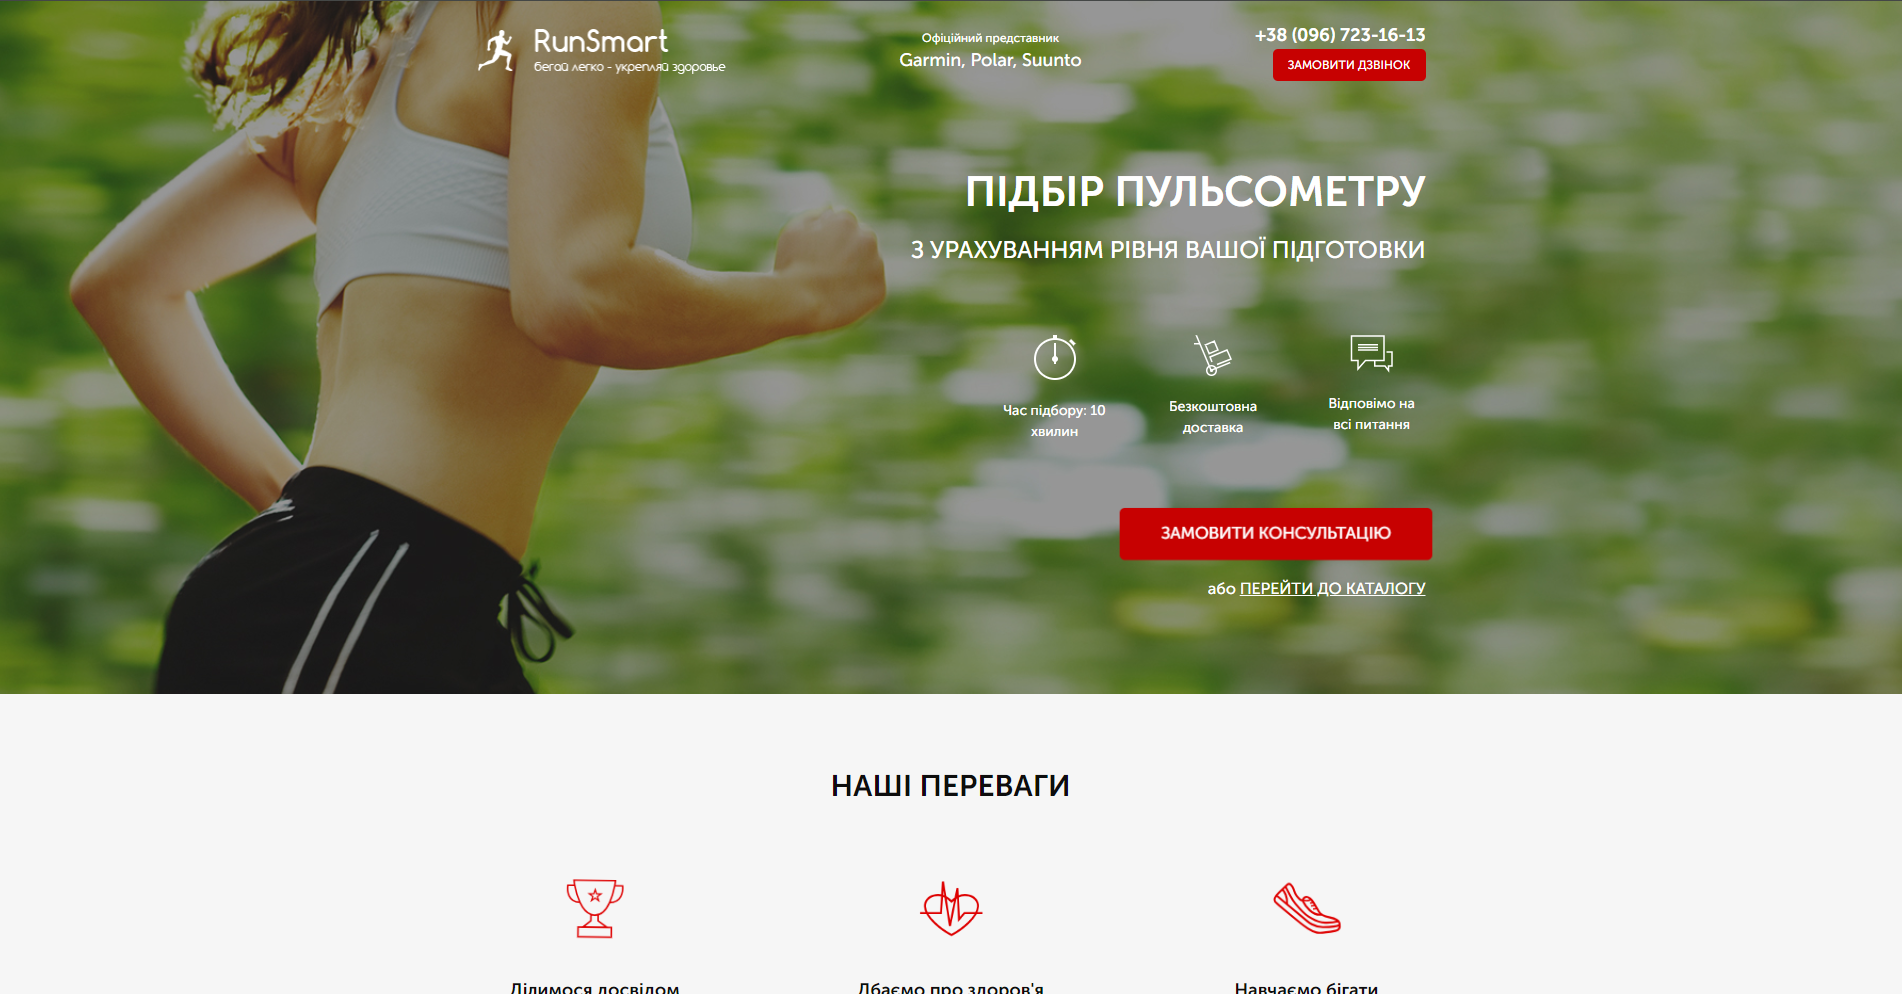 RunSmart
бегай легко - укрепляй здоровье
Офіційний представник
Garmin, Polar, Suunto
+38 (096) 723-16-13
ЗАМОВИТИ ДЗВІНОК
ПІДБІР ПУЛЬСОМЕТРУ
З УРАХУВАННЯМ РІВНЯ ВАШОЇ ПІДГОТОВКИ
Час підбору: 10
хвилин
Безкоштовна
доставка
Відповімо на
всі питання
ЗАМОВИТИ КОНСУЛЬТАЦІЮ
або ПЕРЕЙТИ ДО КАТАЛОГУ
НАШІ ПЕРЕВАГИ
Ділимося досвідом
Дбаємо про здоров'я
Навчаємо бігати